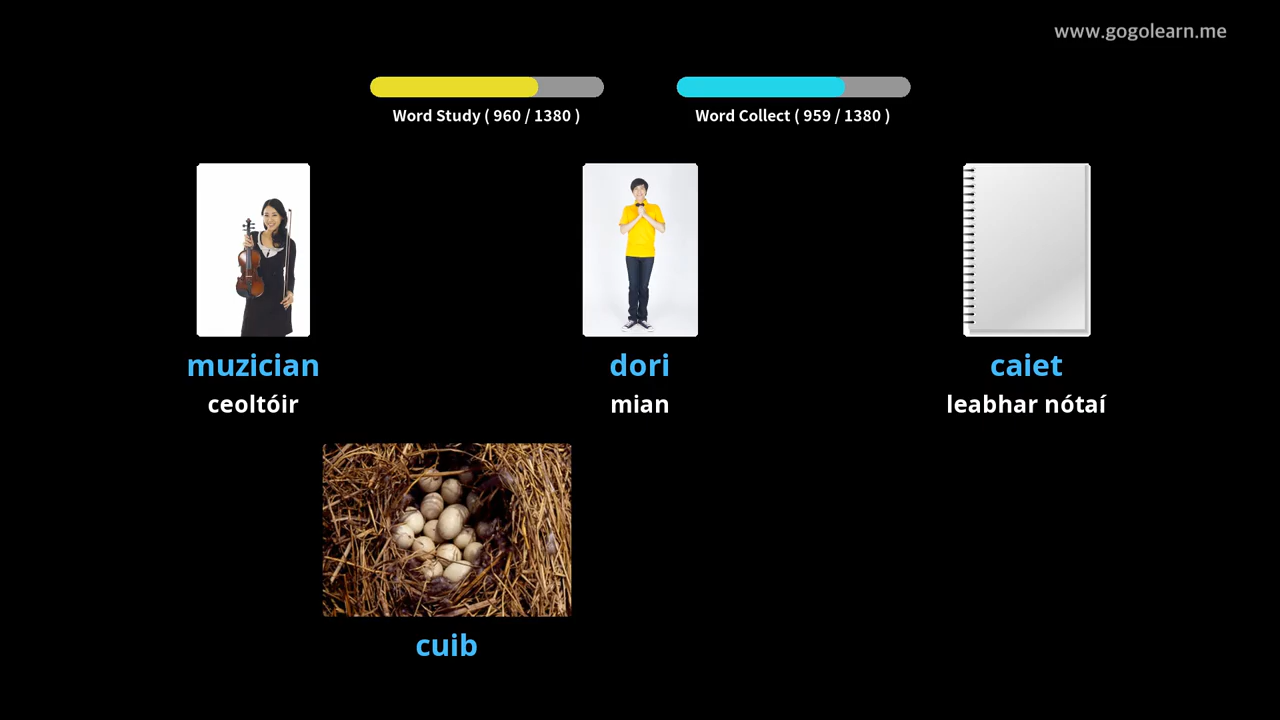 www.gogolearn.me
Word Study ( 960 / 1380 )
Word Collect ( 959 / 1380 )
muzician
ceoltóir
dori
mian
caiet
leabhar nótaí
cuib